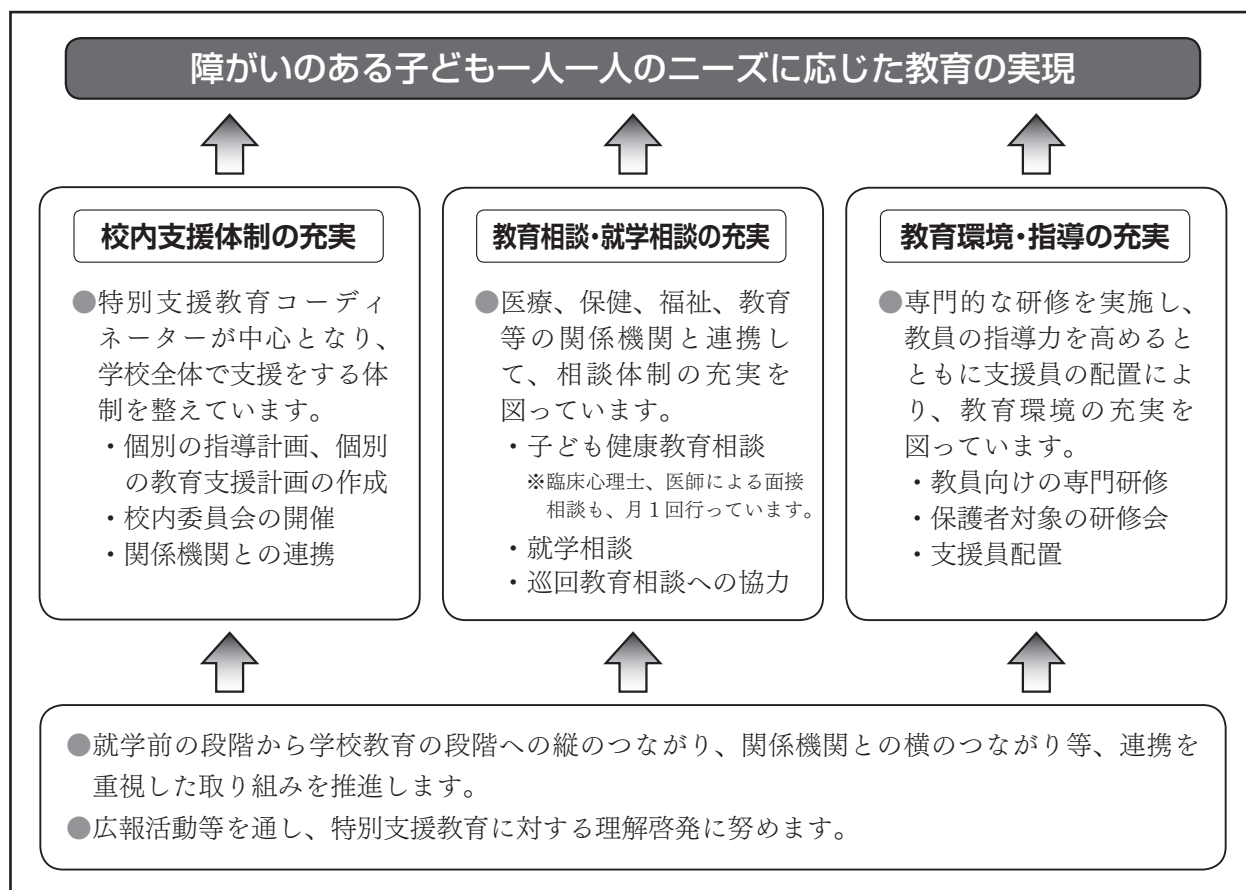 障がいのある子ども一人一人のニーズに応じた教育の実現
校内支援体制の充実
●特別支援教育コーディ
ネーターが中心となり、
学校全体で支援をする体
制を整えています。
・個別の指導計画、個別
の教育支援計画の作成
・校内委員会の開催
・関係機関との連携
教育相談・就学相談の充実
●医療、保健、福祉、教育
等の関係機関と連携し
て、相談体制の充実を
図っています。
・子ども健康教育相談
※臨床心理士、医師による面接
相談も、月1回行っています。
・就学相談
・巡回教育相談への協力
教育環境・指導の充実
●専門的な研修を実施し、
教員の指導力を高めると
ともに支援員の配置によ
り、教育環境の充実を
図っています。
・教員向けの専門研修
・保護者対象の研修会
・支援員配置
●就学前の段階から学校教育の段階への縦のつながり、関係機関との横のつながり等、連携を
重視した取り組みを推進します。
●広報活動等を通し、特別支援教育に対する理解啓発に努めます。